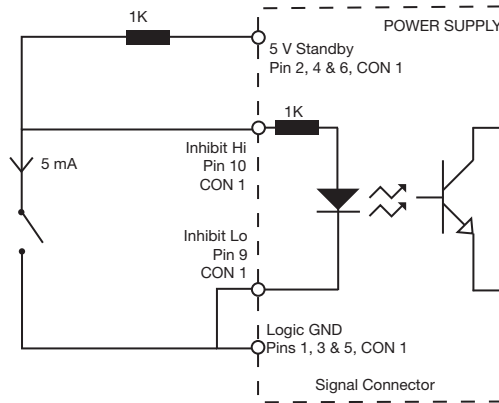 1K
POWER SUPPLY
5 V Standby
Pin 2, 4 & 6, CON 1
1K
Inhibit Hi
Pin 10
CON 1
5 mA
Inhibit Lo
Pin 9
CON 1
Logic GND
Pins 1, 3 & 5, CON 1
Signal Connector